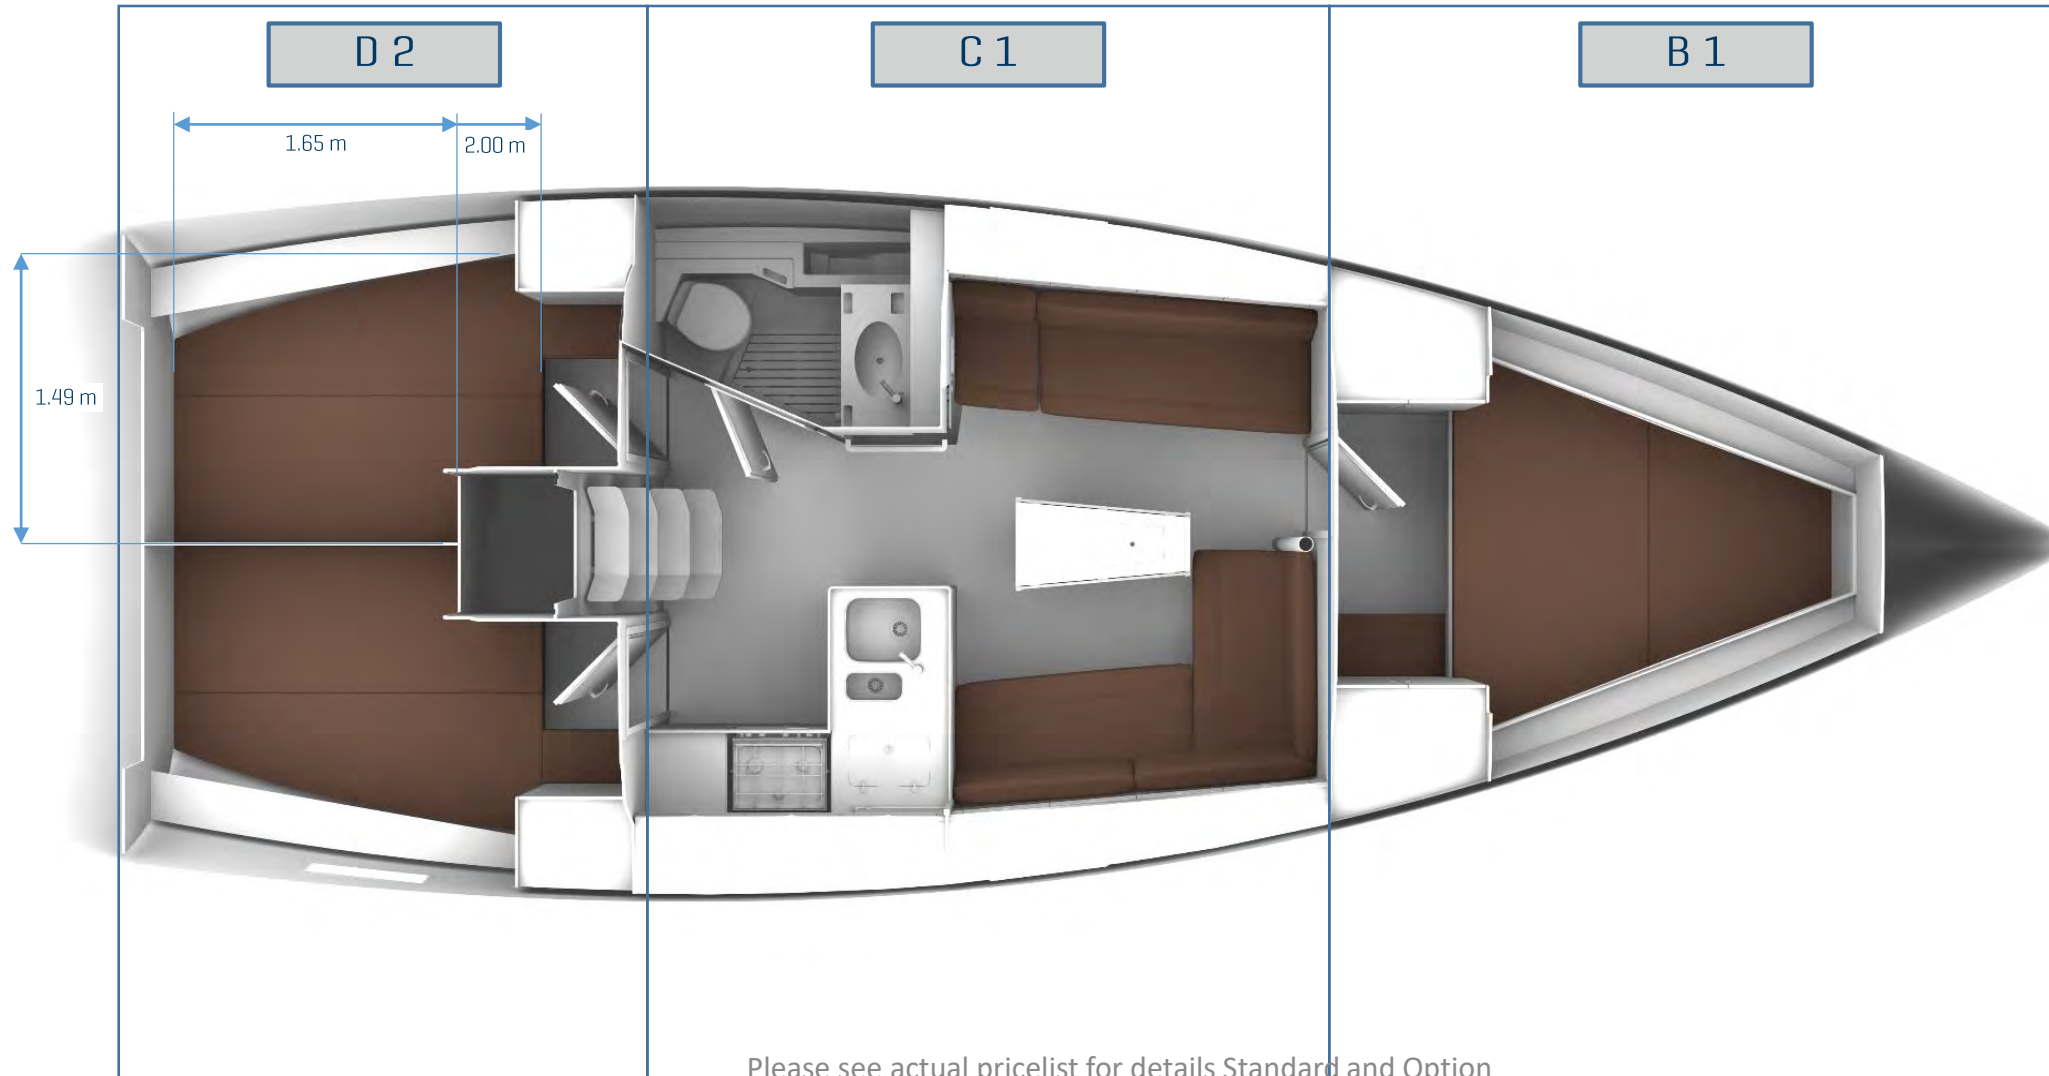 D 2
C 1
B 1
1.65 m
2.00 m
1.49 m
Please see actual pricelist for details Standard and Option